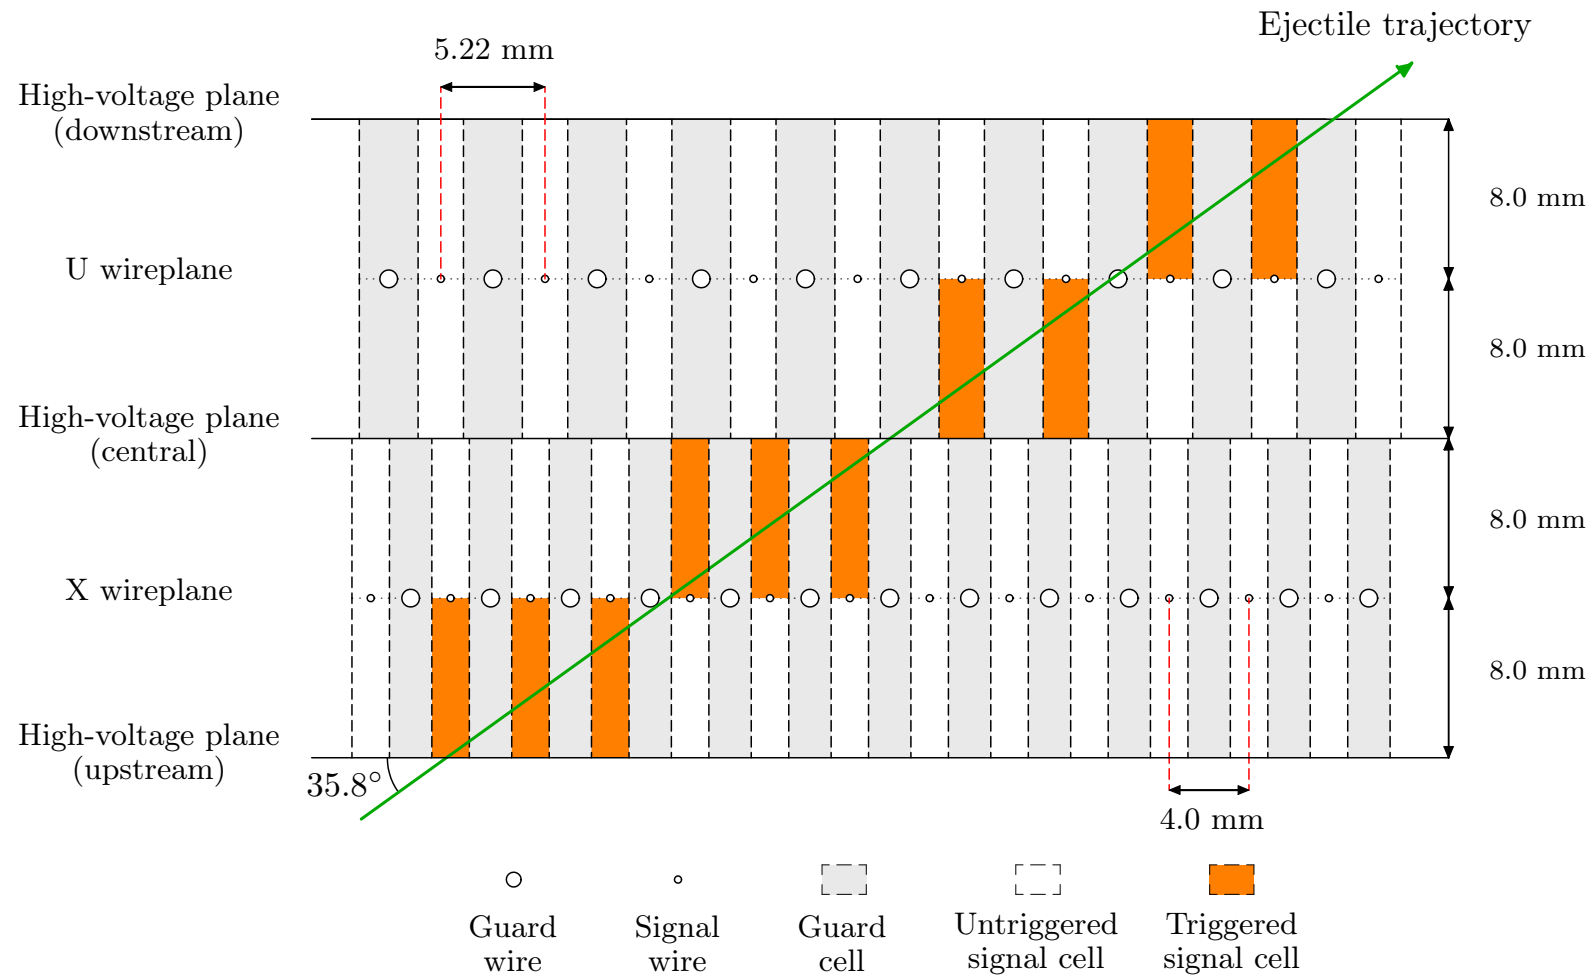 Ejectile trajectory
5.22 mm
High-voltage plane
(downstream)
8.0 mm
U wireplane
8.0 mm
High-voltage plane
(central)
8.0 mm
X wireplane
8.0 mm
High-voltage plane
(upstream)
35.8°
4.0 mm
Guard
wire
Signal
wire
Guard
cell
Untriggered
signal cell
Triggered
signal cell